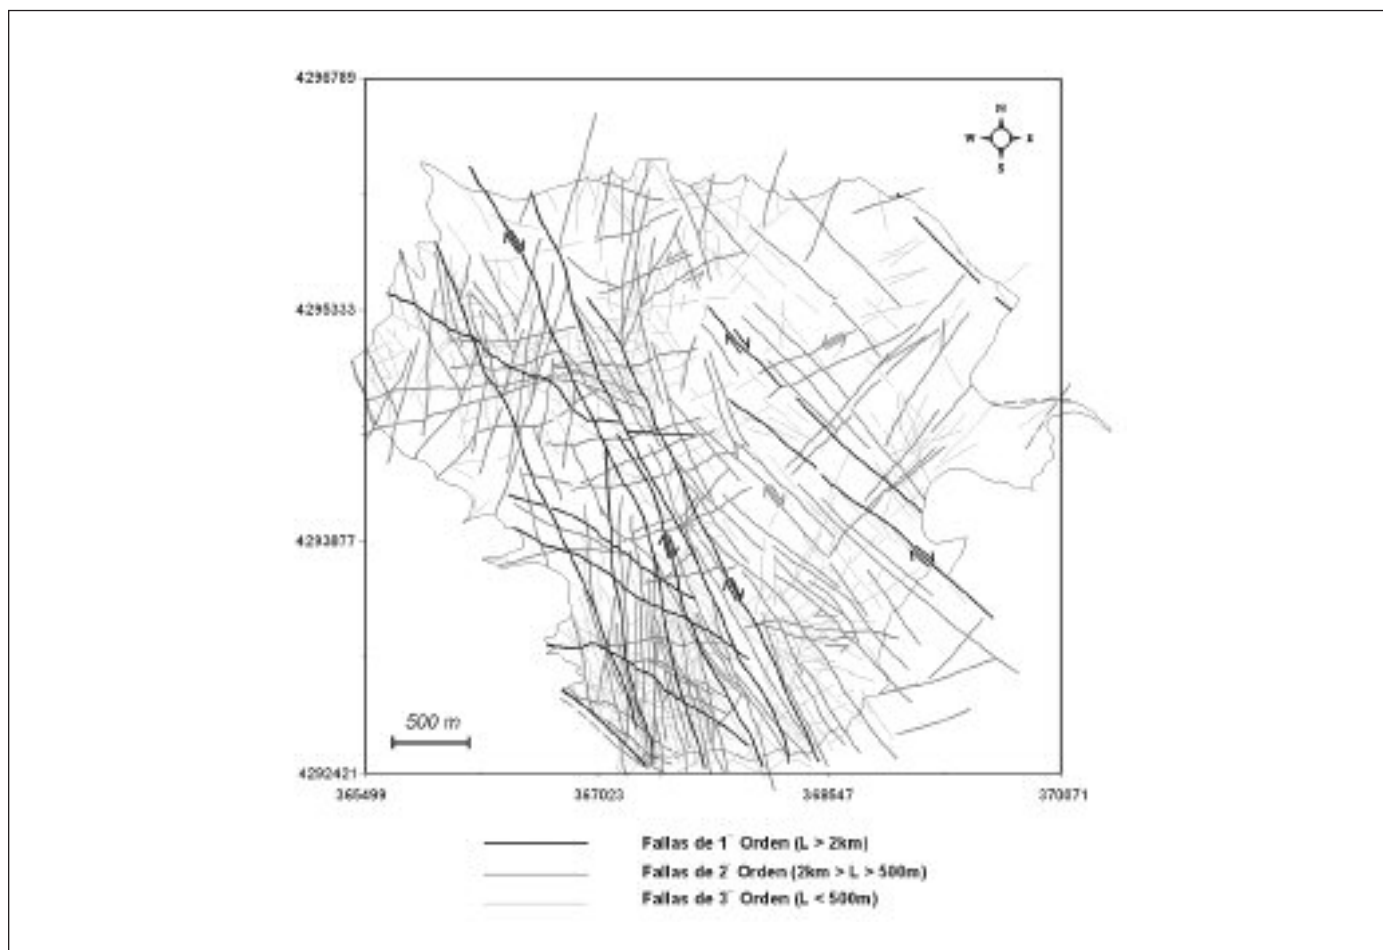 4296789
N
W E
S
4295333
4293877
500 m
4292421
365499 367023 368547 370071
Fallas de 1¯ Orden (L > 2km)
Fallas de 2¯ Orden (2km > L > 500m)
Fallas de 3¯ Orden (L < 500m)